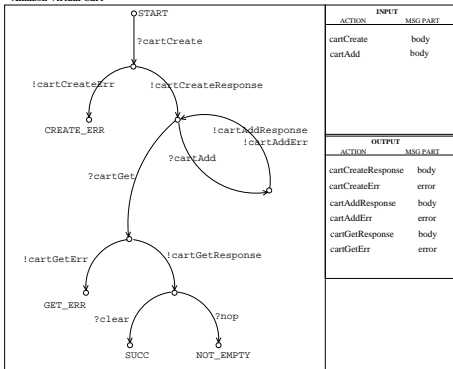 Amazon Virtual Cart
START
?cartCreate
!cartCreateErr
!cartCreateResponse
CREATE_ERR
!cartAddResponse
!cartAddErr
?cartAdd
?cartGet
!cartGetErr
!cartGetResponse
GET_ERR
?clear
?nop
SUCC
NOT_EMPTY
INPUT
ACTION MSG PART
cartCreate body
cartAdd body
OUTPUT
ACTION MSG PART
cartCreateResponse body
cartCreateErr error
cartAddResponse body
cartAddErr error
cartGetResponse body
cartGetErr error